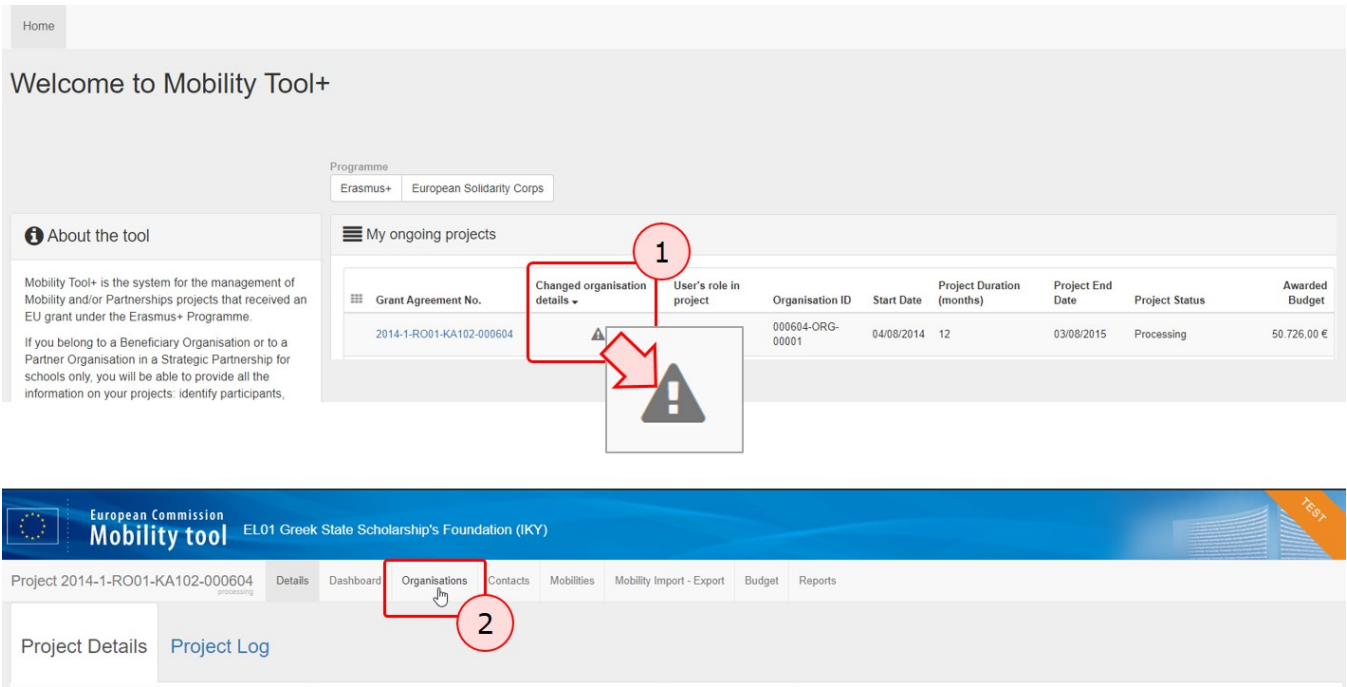 Home
Welcome to Mobility Tool+
Programme
Erasmus+ European Solidarity Corps
About the tool
Mobility Tool+ is the system for the management of
Mobility and/or Partnerships projects that received an
EU grant under the Erasmus+ Programme.
If you belong to a Beneficiary Organisation or to a
Partner Organisation in a Strategic Partnership for
schools only, you will be able to provide all the
information on your projects: identify participants,
My ongoing projects
1
Grant Agreement No. Changed organisation details User's role in project Organisation ID Start Date Project Duration (months) Project End Date Project Status Awarded Budget
2014-1-RO01-KA102-000604 000604-ORG-00001 04/08/2014 12 03/08/2015 Processing 50.726,00 €
European Commission
Mobility tool EL01 Greek State Scholarship's Foundation (IKY)
TEST
Project 2014-1-RO01-KA102-000604 Details Dashboard Organisations Contacts Mobilities Mobility Import - Export Budget Reports
processing
2
Project Details Project Log